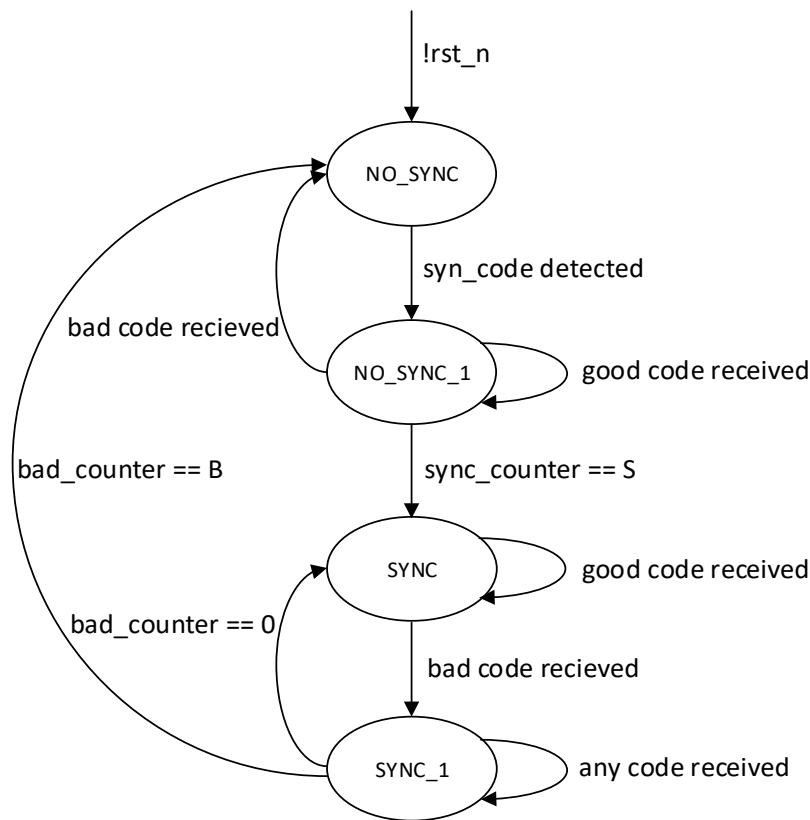 !rst_n
NO_SYNC
syn_code detected
bad code recieved
NO_SYNC_1
good code received
bad_counter == B
sync_counter == S
SYNC
good code received
bad_counter == 0
bad code recieved
SYNC_1
any code received